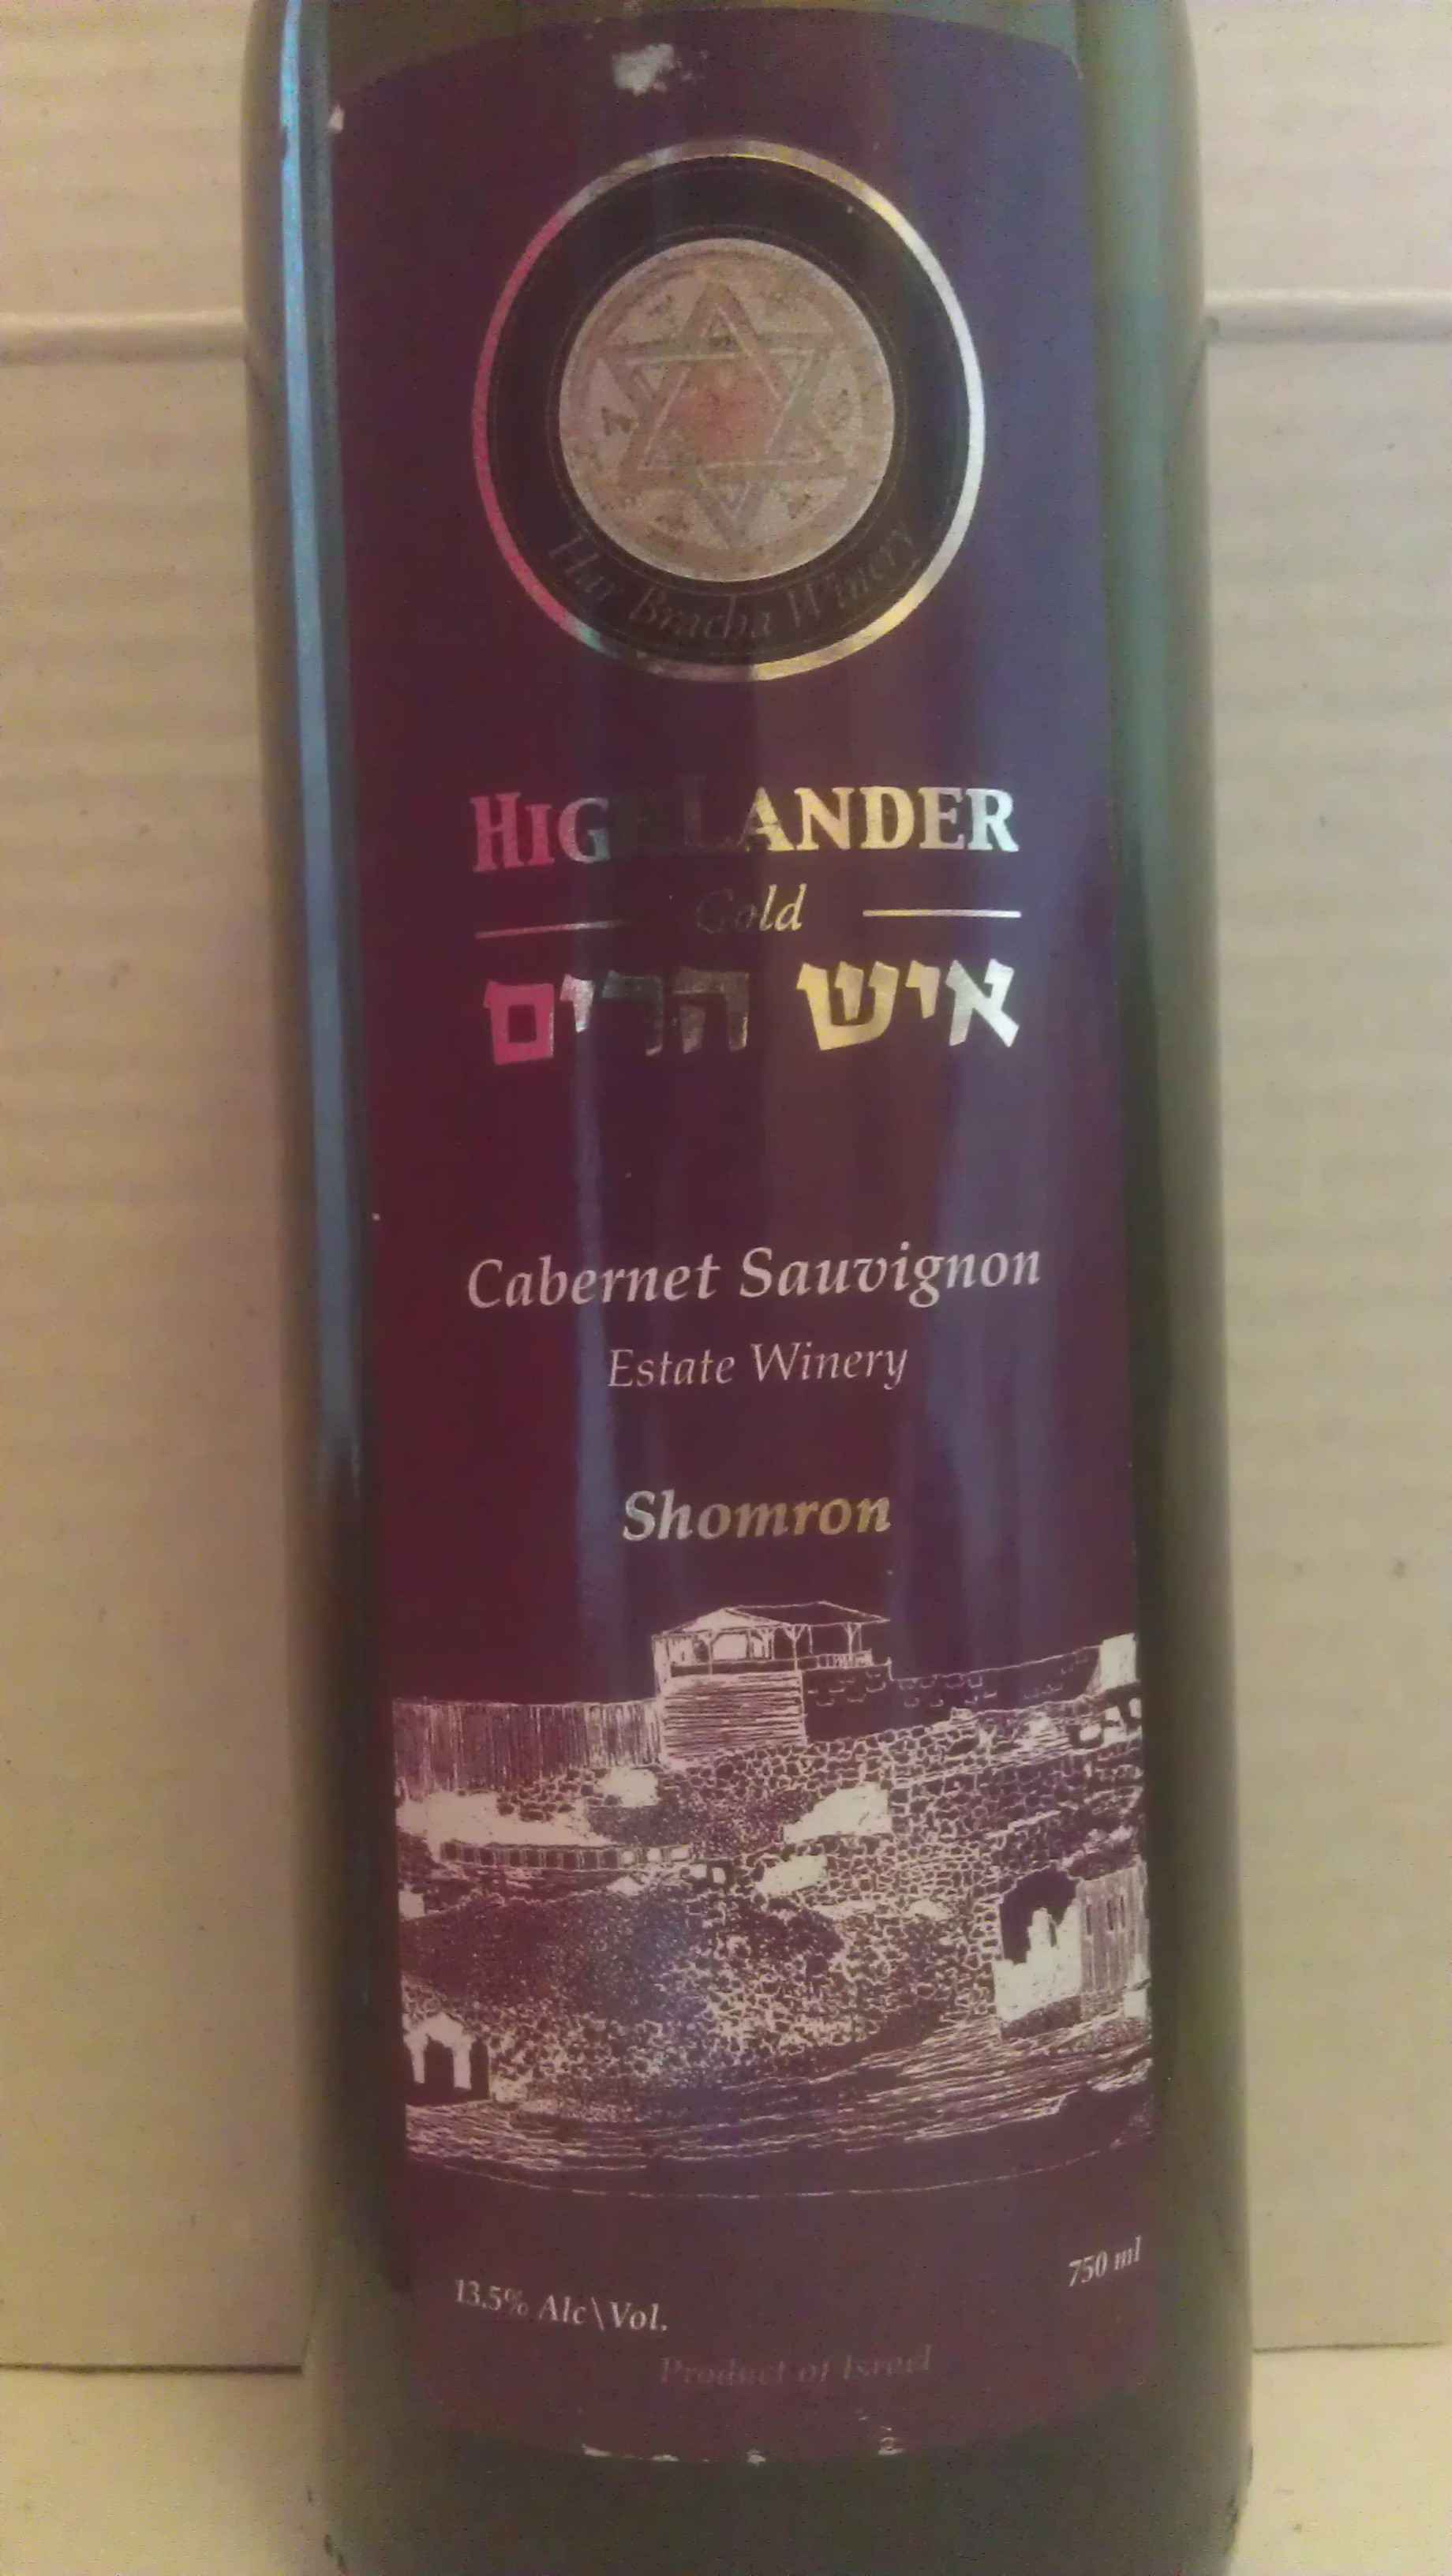 Har Bracha Winery
HIGHLANDER
Gold
איש הרים
Cabernet Sauvignon
Estate Winery
Shomron
13.5% Alc\Vol.
750 ml
Product of Israel